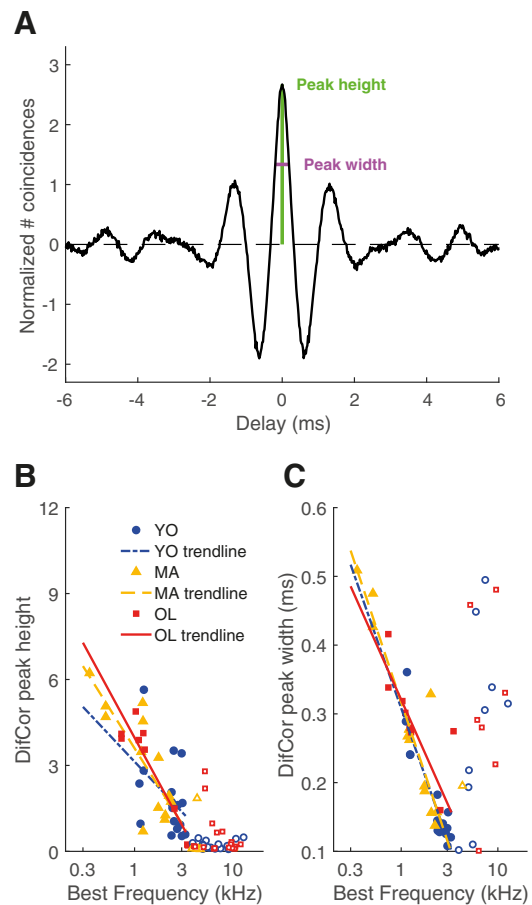 A
3
2
1
0
-1
-2
Normalized # coincidences
Peak height
Peak width
-6
-4
-2
0
2
4
6
Delay (ms)
B
12
9
6
3
0
DifCor peak height
YO
YO trendline
MA
MA trendline
OL
OL trendline
0.3
1
3
10
Best Frequency (kHz)
C
0.6
0.5
0.4
0.3
0.2
0.1
DifCor peak width (ms)
0.3
1
3
10
Best Frequency (kHz)